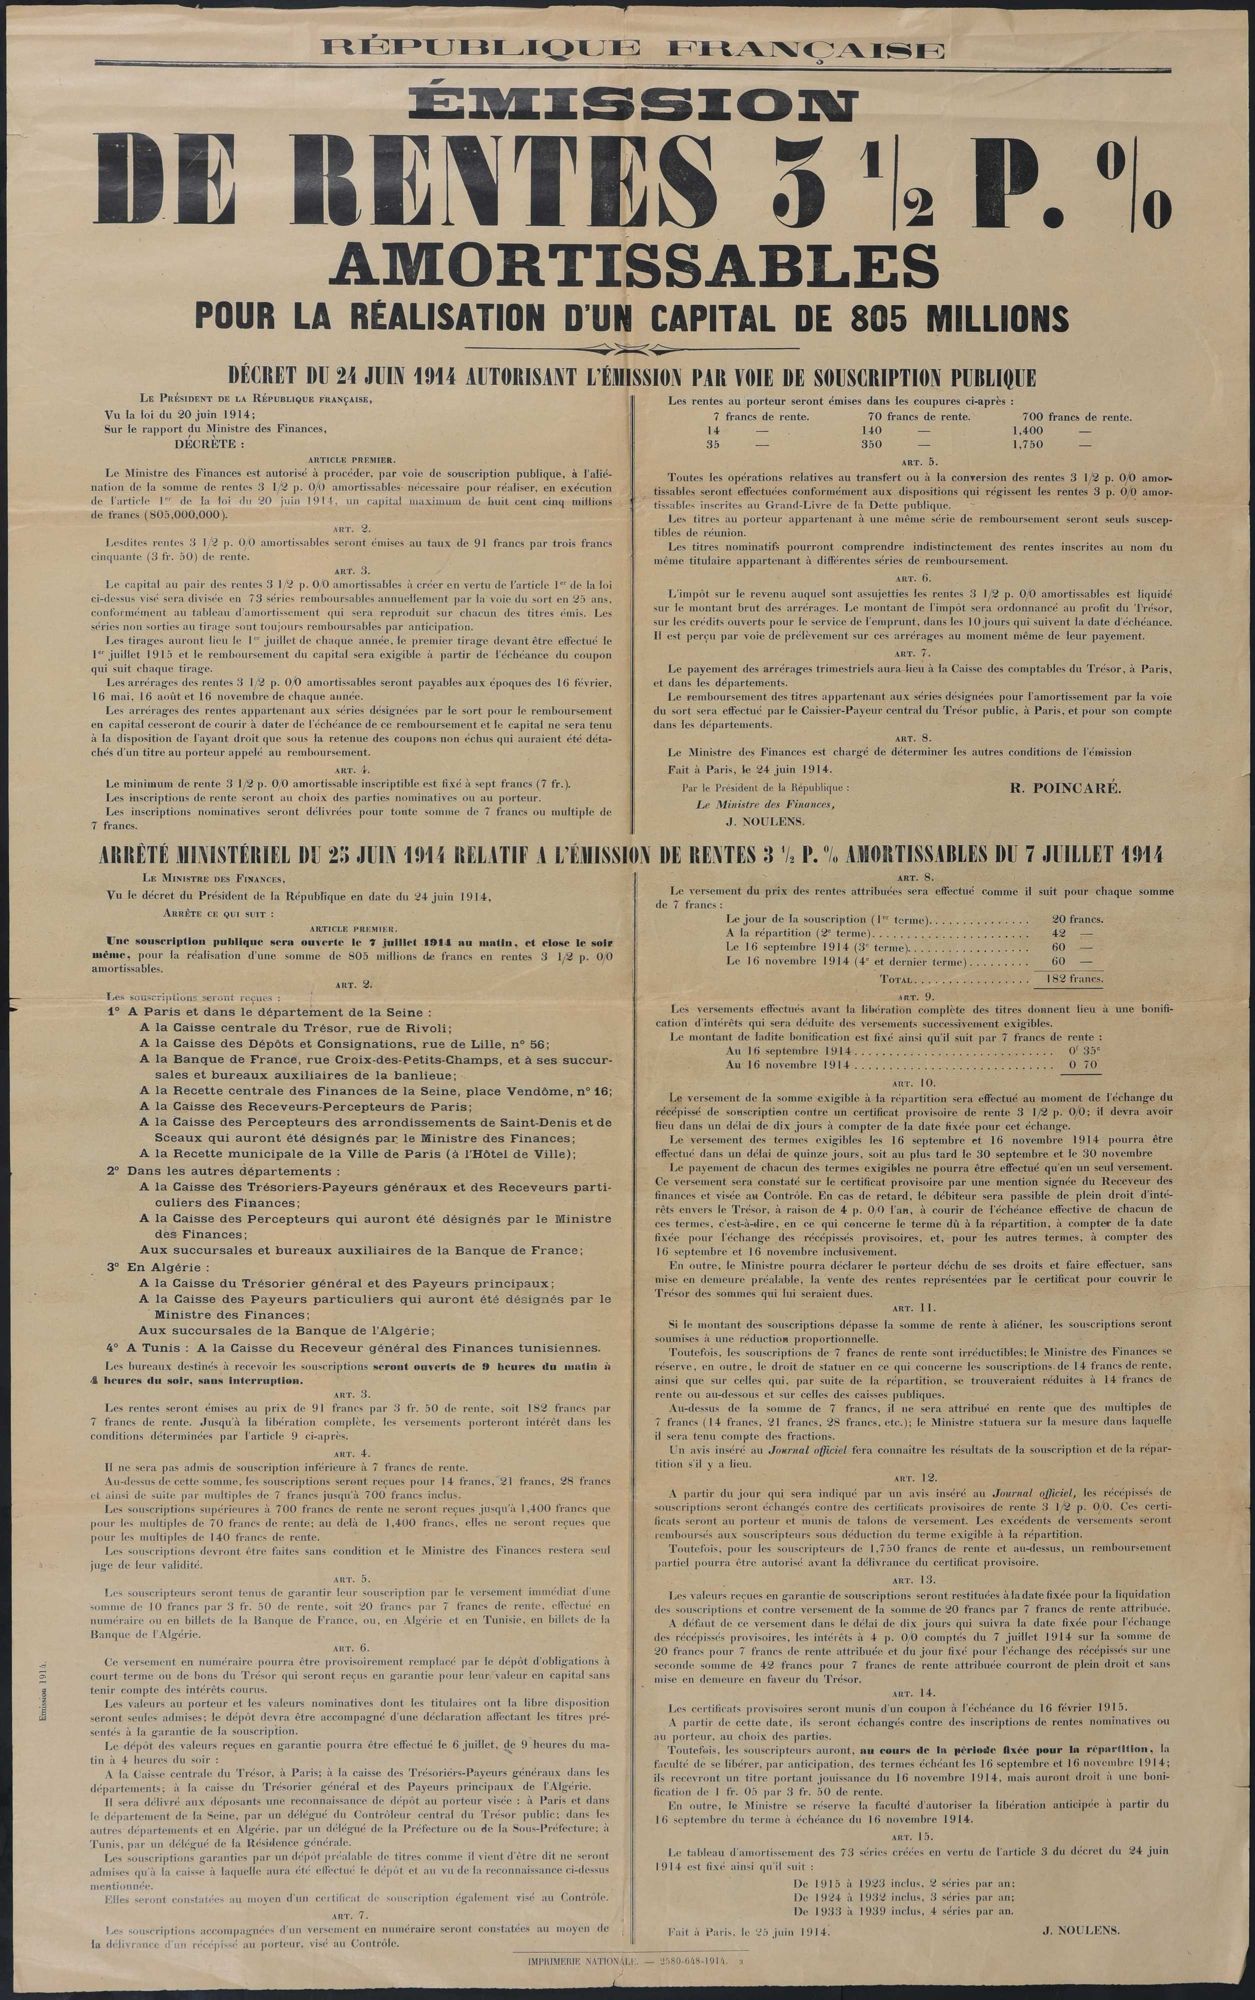 RÉPUBLIQUE FRANÇAISE
ÉMISSION
DE RENTES 3 1/2 P. %
AMORTISSABLES
POUR LA RÉALISATION D'UN CAPITAL DE 805 MILLIONS
DÉCRET DU 24 JUIN 1914 AUTORISANT L'ÉMISSION PAR VOIE DE SOUSCRIPTION PUBLIQUE
LE PRÉSIDENT DE LA RÉPUBLIQUE FRANÇAISE,
Vu la loi du 20 juin 1914;
Sur le rapport du Ministre des Finances,
DÉCRÈTE :
ARTICLE PREMIER.
Le Ministre des Finances est autorisé à procéder, par voie de souscription publique, à l'alié-
nation de la somme de rentes 3 1/2 p. 0/0 amortissables nécessaire pour réaliser, en exécution
de l'article 1er de la loi du 20 juin 1914, un capital maximum de huit cent cinq millions
de francs (805,000,000).
ART. 2.
Lesdites rentes 3 1/2 p. 0/0 amortissables seront émises au taux de 91 francs par trois francs
cinquante (3 fr. 50) de rente.
ART. 3.
Le capital au pair des rentes 3 1/2 p. 0/0 amortissables à créer en vertu de l'article 1er de la loi
ci-dessus visé sera divisée en 73 séries remboursables annuellement par la voie du sort en 25 ans,
conformément au tableau d'amortissement qui sera reproduit sur chacun des titres émis. Les
séries non sorties au tirage sont toujours remboursables par anticipation.
Les tirages auront lieu le 1er juillet de chaque année, le premier tirage devant être effectué le
1er juillet 1915 et le remboursement du capital sera exigible à partir de l'échéance du coupon
qui suit chaque tirage.
Les arrérages des rentes 3 1/2 p. 0/0 amortissables seront payables aux époques des 16 février,
16 mai, 16 août et 16 novembre de chaque année.
Les arrérages des rentes appartenant aux séries désignées par le sort pour le remboursement
en capital cesseront de courir à dater de l'échéance de ce remboursement et le capital ne sera tenu
à la disposition de l'ayant droit que sous la retenue des coupons non échus qui auraient été déta-
chés d'un titre au porteur appelé au remboursement.
ART. 4.
Le minimum de rente 3 1/2 p. 0/0 amortissable inscriptible est fixé à sept francs (7 fr.).
Les inscriptions de rente seront au choix des parties nominatives ou au porteur.
Les inscriptions nominatives seront délivrées pour toute somme de 7 francs ou multiple de
7 francs.
Les rentes au porteur seront émises dans les coupures ci-après :
7 francs de rente. 70 francs de rente. 700 francs de rente.
14 — 140 — 1,400 —
35 — 350 — 1,750 —
ART. 5.
Toutes les opérations relatives au transfert ou à la conversion des rentes 3 1/2 p. 0/0 amor-
tissables seront effectuées conformément aux dispositions qui régissent les rentes 3 p. 0/0 amor-
tissables inscrites au Grand-Livre de la Dette publique.
Les titres au porteur appartenant à une même série de remboursement seront seuls suscep-
tibles de réunion.
Les titres nominatifs pourront comprendre indistinctement des rentes inscrites au nom du
même titulaire appartenant à différentes séries de remboursement.
ART. 6.
L'impôt sur le revenu auquel sont assujetties les rentes 3 1/2 p. 0/0 amortissables est liquidé
sur le montant brut des arrérages. Le montant de l'impôt sera ordonnancé au profit du Trésor,
sur les crédits ouverts pour le service de l'emprunt, dans les 10 jours qui suivent la date d'échéance.
Il est perçu par voie de prélèvement sur ces arrérages au moment même de leur payement.
ART. 7.
Le payement des arrérages trimestriels aura lieu à la Caisse des comptables du Trésor, à Paris,
et dans les départements.
Le remboursement des titres appartenant aux séries désignées pour l'amortissement par la voie
du sort sera effectué par le Caissier-Payeur central du Trésor public, à Paris, et pour son compte
dans les départements.
ART. 8.
Le Ministre des Finances est chargé de déterminer les autres conditions de l'émission
Fait à Paris, le 24 juin 1914.
Par le Président de la République : R. POINCARÉ.
Le Ministre des Finances,
J. NOULENS.
ARRÊTÉ MINISTÉRIEL DU 25 JUIN 1914 RELATIF A L'ÉMISSION DE RENTES 3 1/2 P. % AMORTISSABLES DU 7 JUILLET 1914
LE MINISTRE DES FINANCES,
Vu le décret du Président de la République en date du 24 juin 1914,
ARRÊTE CE QUI SUIT :
ARTICLE PREMIER.
Une souscription publique sera ouverte le 7 juillet 1914 au matin, et close le soir
même, pour la réalisation d'une somme de 805 millions de francs en rentes 3 1/2 p. 0/0
amortissables.
ART. 2.
Les souscriptions seront reçues :
1° A Paris et dans le département de la Seine :
A la Caisse centrale du Trésor, rue de Rivoli;
A la Caisse des Dépôts et Consignations, rue de Lille, n° 56;
A la Banque de France, rue Croix-des-Petits-Champs, et à ses succur-
sales et bureaux auxiliaires de la banlieue;
A la Recette centrale des Finances de la Seine, place Vendôme, n° 16;
A la Caisse des Receveurs-Percepteurs de Paris;
A la Caisse des Percepteurs des arrondissements de Saint-Denis et de
Sceaux qui auront été désignés par le Ministre des Finances;
A la Recette municipale de la Ville de Paris (à l'Hôtel de Ville);
2° Dans les autres départements :
A la Caisse des Trésoriers-Payeurs généraux et des Receveurs parti-
culiers des Finances;
A la Caisse des Percepteurs qui auront été désignés par le Ministre
des Finances;
Aux succursales et bureaux auxiliaires de la Banque de France;
3° En Algérie :
A la Caisse du Trésorier général et des Payeurs principaux;
A la Caisse des Payeurs particuliers qui auront été désignés par le
Ministre des Finances;
Aux succursales de la Banque de l'Algérie;
4° A Tunis : A la Caisse du Receveur général des Finances tunisiennes.
Les bureaux destinés à recevoir les souscriptions seront ouverts de 9 heures du matin à
4 heures du soir, sans interruption.
ART. 3.
Les rentes seront émises au prix de 91 francs par 3 fr. 50 de rente, soit 182 francs par
7 francs de rente. Jusqu'à la libération complète, les versements porteront intérêt dans les
conditions déterminées par l'article 9 ci-après.
ART. 4.
Il ne sera pas admis de souscription inférieure à 7 francs de rente.
Au-dessus de cette somme, les souscriptions seront reçues pour 14 francs, 21 francs, 28 francs
et ainsi de suite par multiples de 7 francs jusqu'à 700 francs inclus.
Les souscriptions supérieures à 700 francs de rente ne seront reçues jusqu'à 1,400 francs que
pour les multiples de 70 francs de rente; au delà de 1,400 francs, elles ne seront reçues que
pour les multiples de 140 francs de rente.
Les souscriptions devront être faites sans condition et le Ministre des Finances restera seul
juge de leur validité.
ART. 5.
Les souscripteurs seront tenus de garantir leur souscription par le versement immédiat d'une
somme de 10 francs par 3 fr. 50 de rente, soit 20 francs par 7 francs de rente, effectué en
numéraire ou en billets de la Banque de France, ou, en Algérie et en Tunisie, en billets de la
Banque de l'Algérie.
ART. 6.
Ce versement en numéraire pourra être provisoirement remplacé par le dépôt d'obligations à
court terme ou de bons du Trésor qui seront reçus en garantie pour leur valeur en capital sans
tenir compte des intérêts courus.
Les valeurs au porteur et les valeurs nominatives dont les titulaires ont la libre disposition
seront seules admises; le dépôt devra être accompagné d'une déclaration affectant les titres pré-
sentés à la garantie de la souscription.
Le dépôt des valeurs reçues en garantie pourra être effectué le 6 juillet, de 9 heures du ma-
tin à 4 heures du soir :
A la Caisse centrale du Trésor, à Paris; à la caisse des Trésoriers-Payeurs généraux dans les
départements; à la caisse du Trésorier général et des Payeurs principaux de l'Algérie.
Il sera délivré aux déposants une reconnaissance de dépôt au porteur visée : à Paris et dans
le département de la Seine, par un délégué du Contrôleur central du Trésor public; dans les
autres départements et en Algérie, par un délégué de la Préfecture ou de la Sous-Préfecture; à
Tunis, par un délégué de la Résidence générale.
Les souscriptions garanties par un dépôt préalable de titres comme il vient d'être dit ne seront
admises qu'à la caisse à laquelle aura été effectué le dépôt et au vu de la reconnaissance ci-dessus
mentionnée.
Elles seront constatées au moyen d'un certificat de souscription également visé au Contrôle.
ART. 7.
Les souscriptions accompagnées d'un versement en numéraire seront constatées au moyen de
la délivrance d'un récépissé au porteur, visé au Contrôle.
ART. 8.
Le versement du prix des rentes attribuées sera effectué comme il suit pour chaque somme
de 7 francs :
Le jour de la souscription (1er terme)............... 20 francs.
A la répartition (2e terme)....................... 42 —
Le 16 septembre 1914 (3e terme)................. 60 —
Le 16 novembre 1914 (4e et dernier terme)......... 60 —
TOTAL................. 182 francs.
ART. 9.
Les versements effectués avant la libération complète des titres donnent lieu à une bonifi-
cation d'intérêts qui sera déduite des versements successivement exigibles.
Le montant de ladite bonification est fixé ainsi qu'il suit par 7 francs de rente :
Au 16 septembre 1914............................. 0f 35c
Au 16 novembre 1914............................. 0 70
ART. 10.
Le versement de la somme exigible à la répartition sera effectué au moment de l'échange du
récépissé de souscription contre un certificat provisoire de rente 3 1/2 p. 0/0; il devra avoir
lieu dans un délai de dix jours à compter de la date fixée pour cet échange.
Le versement des termes exigibles les 16 septembre et 16 novembre 1914 pourra être
effectué dans un délai de quinze jours, soit au plus tard le 30 septembre et le 30 novembre
Le payement de chacun des termes exigibles ne pourra être effectué qu'en un seul versement.
Ce versement sera constaté sur le certificat provisoire par une mention signée du Receveur des
finances et visée au Contrôle. En cas de retard, le débiteur sera passible de plein droit d'inté-
rêts envers le Trésor, à raison de 4 p. 0/0 l'an, à courir de l'échéance effective de chacun de
ces termes, c'est-à-dire, en ce qui concerne le terme dû à la répartition, à compter de la date
fixée pour l'échange des récépissés provisoires, et, pour les autres termes, à compter des
16 septembre et 16 novembre inclusivement.
En outre, le Ministre pourra déclarer le porteur déchu de ses droits et faire effectuer, sans
mise en demeure préalable, la vente des rentes représentées par le certificat pour couvrir le
Trésor des sommes qui lui seraient dues.
ART. 11.
Si le montant des souscriptions dépasse la somme de rente à aliéner, les souscriptions seront
soumises à une réduction proportionnelle.
Toutefois, les souscriptions de 7 francs de rente sont irréductibles; le Ministre des Finances se
réserve, en outre, le droit de statuer en ce qui concerne les souscriptions de 14 francs de rente,
ainsi que sur celles qui, par suite de la répartition, se trouveraient réduites à 14 francs de
rente ou au-dessous et sur celles des caisses publiques.
Au-dessus de la somme de 7 francs, il ne sera attribué en rente que des multiples de
7 francs (14 francs, 21 francs, 28 francs, etc.); le Ministre statuera sur la mesure dans laquelle
il sera tenu compte des fractions.
Un avis inséré au Journal officiel fera connaître les résultats de la souscription et de la répar-
tition s'il y a lieu.
ART. 12.
A partir du jour qui sera indiqué par un avis inséré au Journal officiel, les récépissés de
souscriptions seront échangés contre des certificats provisoires de rente 3 1/2 p. 0/0. Ces certi-
ficats seront au porteur et munis de talons de versement. Les excédents de versements seront
remboursés aux souscripteurs sous déduction du terme exigible à la répartition.
Toutefois, pour les souscripteurs de 1,750 francs de rente et au-dessus, un remboursement
partiel pourra être autorisé avant la délivrance du certificat provisoire.
ART. 13.
Les valeurs reçues en garantie de souscriptions seront restituées à la date fixée pour la liquidation
des souscriptions et contre versement de la somme de 20 francs par 7 francs de rente attribuée.
A défaut de ce versement dans le délai de dix jours qui suivra la date fixée pour l'échange
des récépissés provisoires, les intérêts à 4 p. 0/0 comptés du 7 juillet 1914 sur la somme de
20 francs pour 7 francs de rente attribuée et du jour fixé pour l'échange des récépissés sur une
seconde somme de 42 francs pour 7 francs de rente attribuée courront de plein droit et sans
mise en demeure en faveur du Trésor.
ART. 14.
Les certificats provisoires seront munis d'un coupon à l'échéance du 16 février 1915.
A partir de cette date, ils seront échangés contre des inscriptions de rentes nominatives ou
au porteur, au choix des parties.
Toutefois, les souscripteurs auront, au cours de la période fixée pour la répartition, la
faculté de se libérer, par anticipation, des termes échéant les 16 septembre et 16 novembre 1914;
ils recevront un titre portant jouissance du 16 novembre 1914, mais auront droit à une boni-
fication de 1 fr. 05 par 3 fr. 50 de rente.
En outre, le Ministre se réserve la faculté d'autoriser la libération anticipée à partir du
16 septembre du terme à échéance du 16 novembre 1914.
ART. 15.
Le tableau d'amortissement des 73 séries créées en vertu de l'article 3 du décret du 24 juin
1914 est fixé ainsi qu'il suit :
De 1915 à 1923 inclus, 2 séries par an;
De 1924 à 1932 inclus, 3 séries par an;
De 1933 à 1939 inclus, 4 séries par an.
Fait à Paris, le 25 juin 1914. J. NOULENS.
Emission 1914.
IMPRIMERIE NATIONALE. — 2580-648-1914.